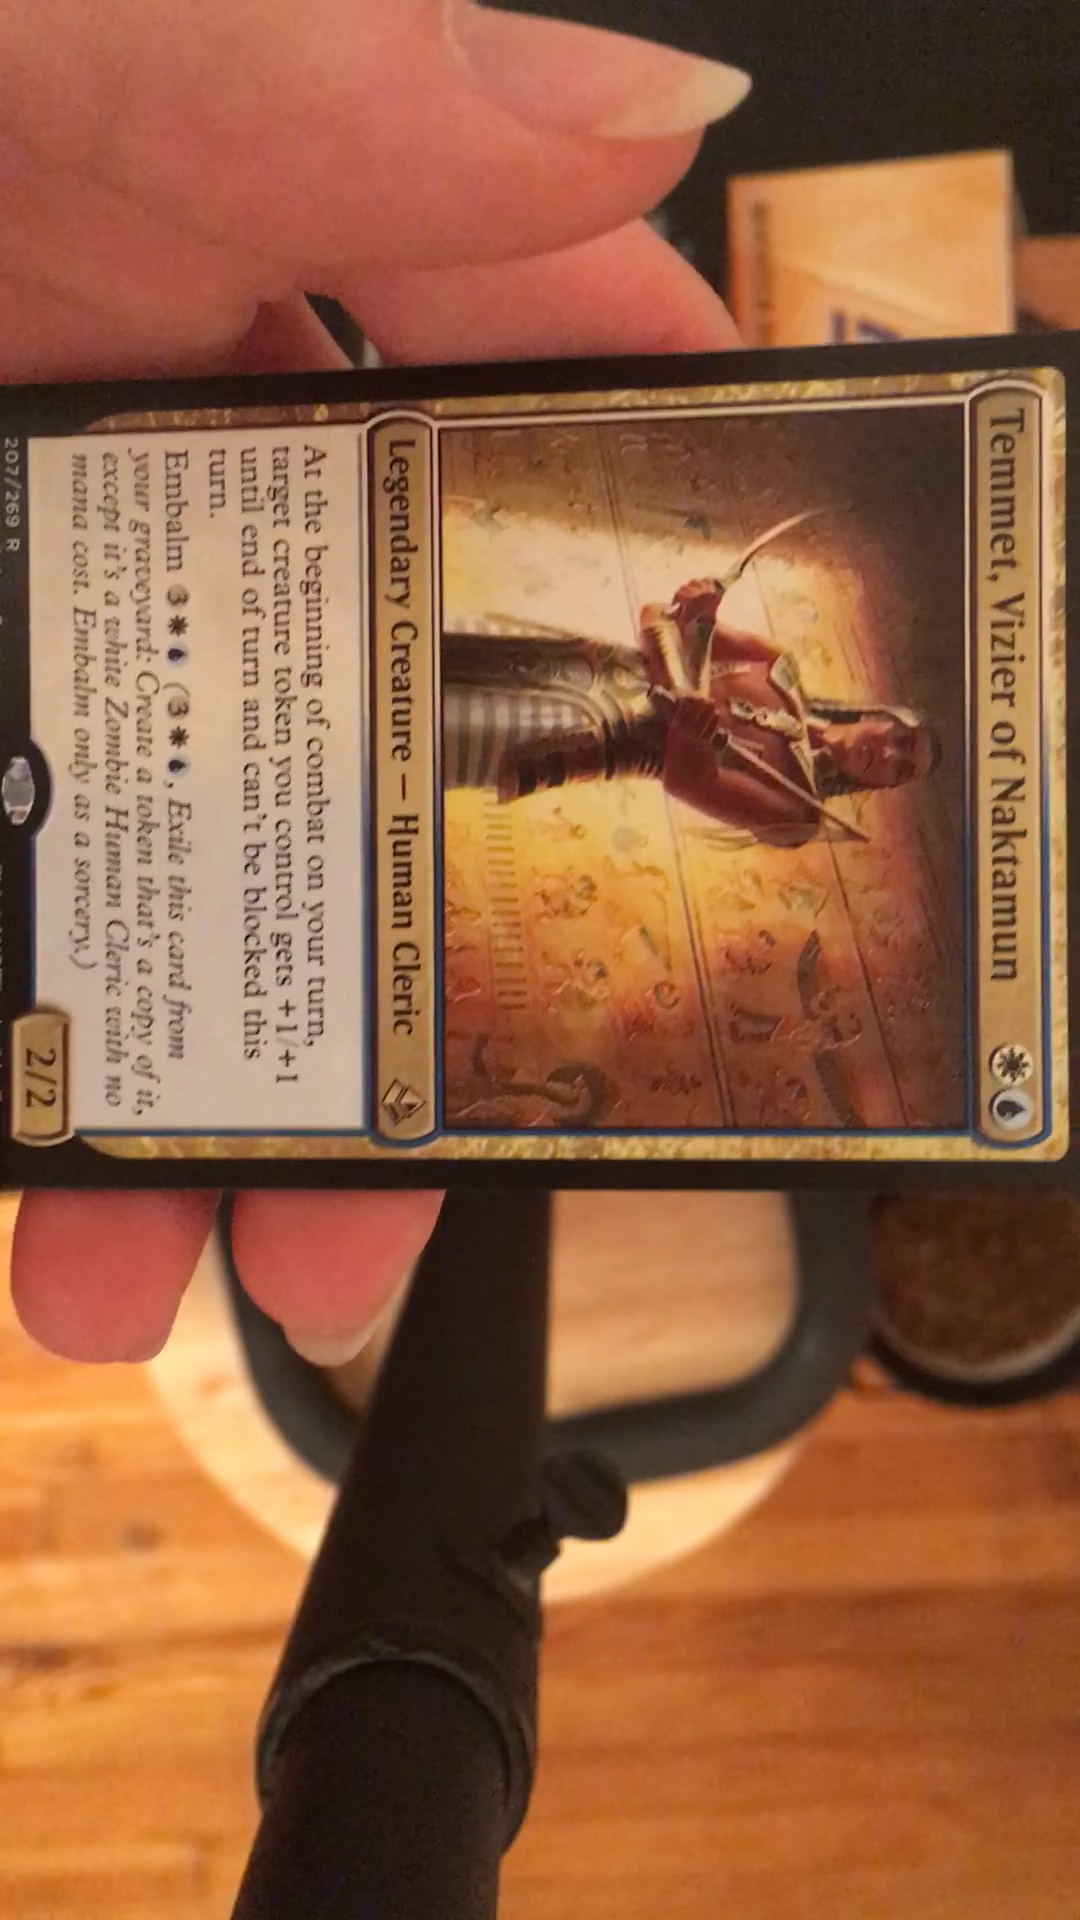 Temmet, Vizier of Naktamun
Legendary Creature — Human Cleric
At the beginning of combat on your turn,
target creature token you control gets +1/+1
until end of turn and can't be blocked this
turn.
Embalm 3 (3, Exile this card from
your graveyard: Create a token that's a copy of it,
except it's a white Zombie Human Cleric with no
mana cost. Embalm only as a sorcery.)
2/2
207/269 R